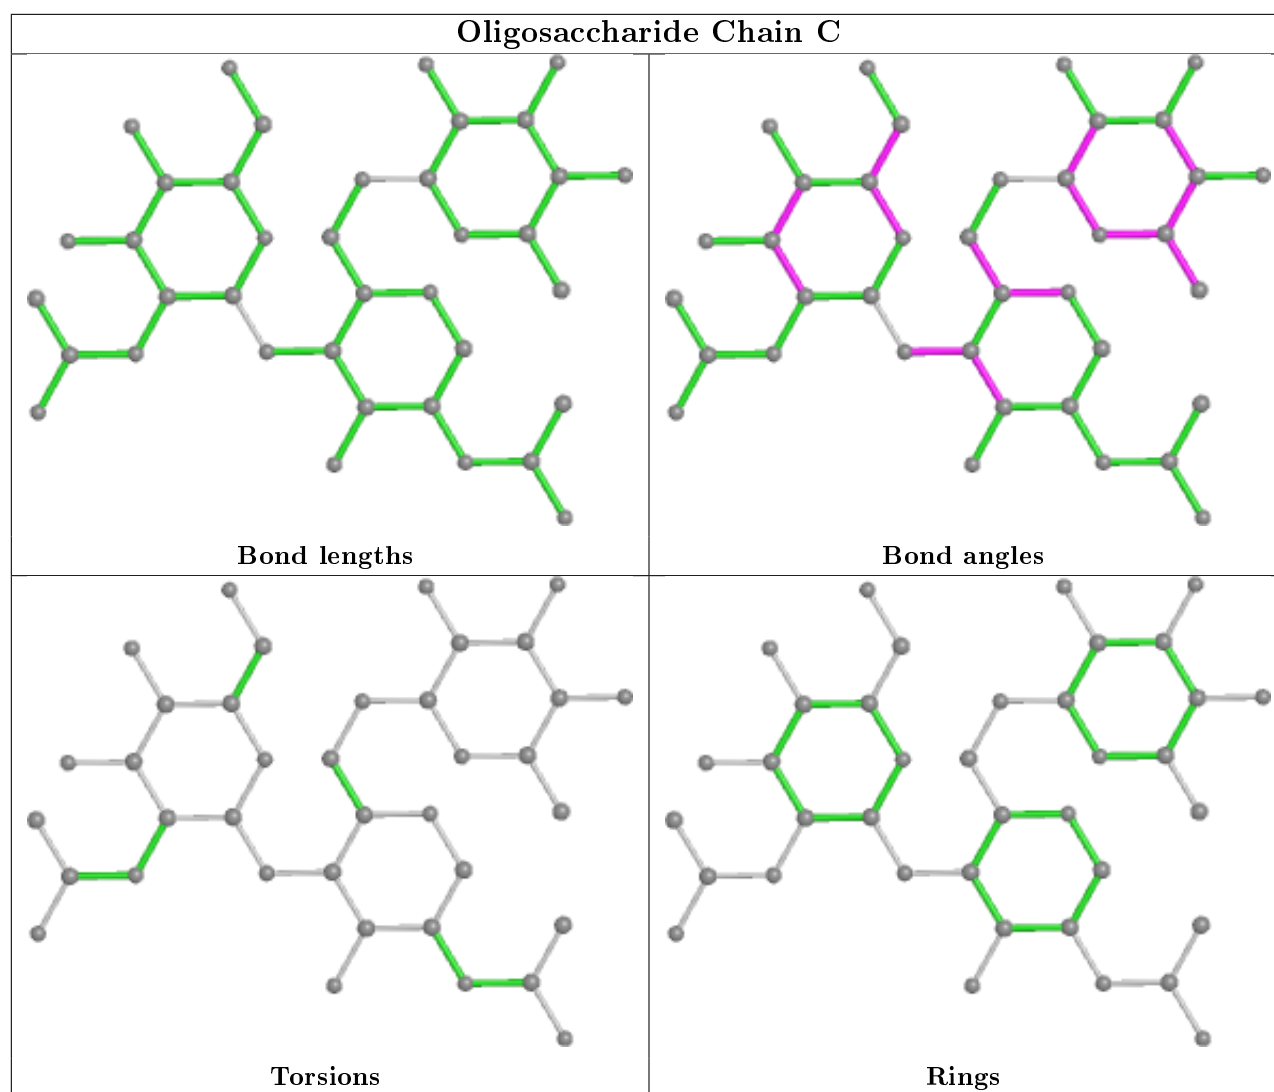 Oligosaccharide Chain C
Bond lengths
Bond angles
Torsions
Rings